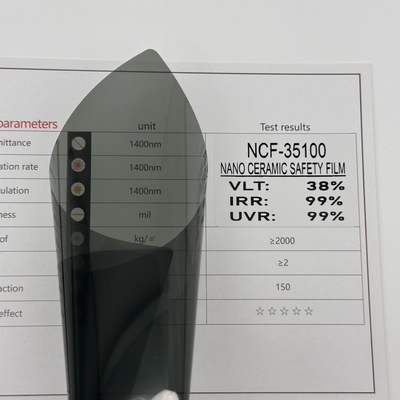 parameters unit Test results
mittance 1400nm
NCF-35100
NANO CERAMIC SAFETY FILM
ation rate 1400nm
VLT: 38%
ulation 1400nm
IRR: 99%
ness mil
UVR: 99%
of kg/㎡ ≥2000
≥2
action 150
effect ☆☆☆☆☆